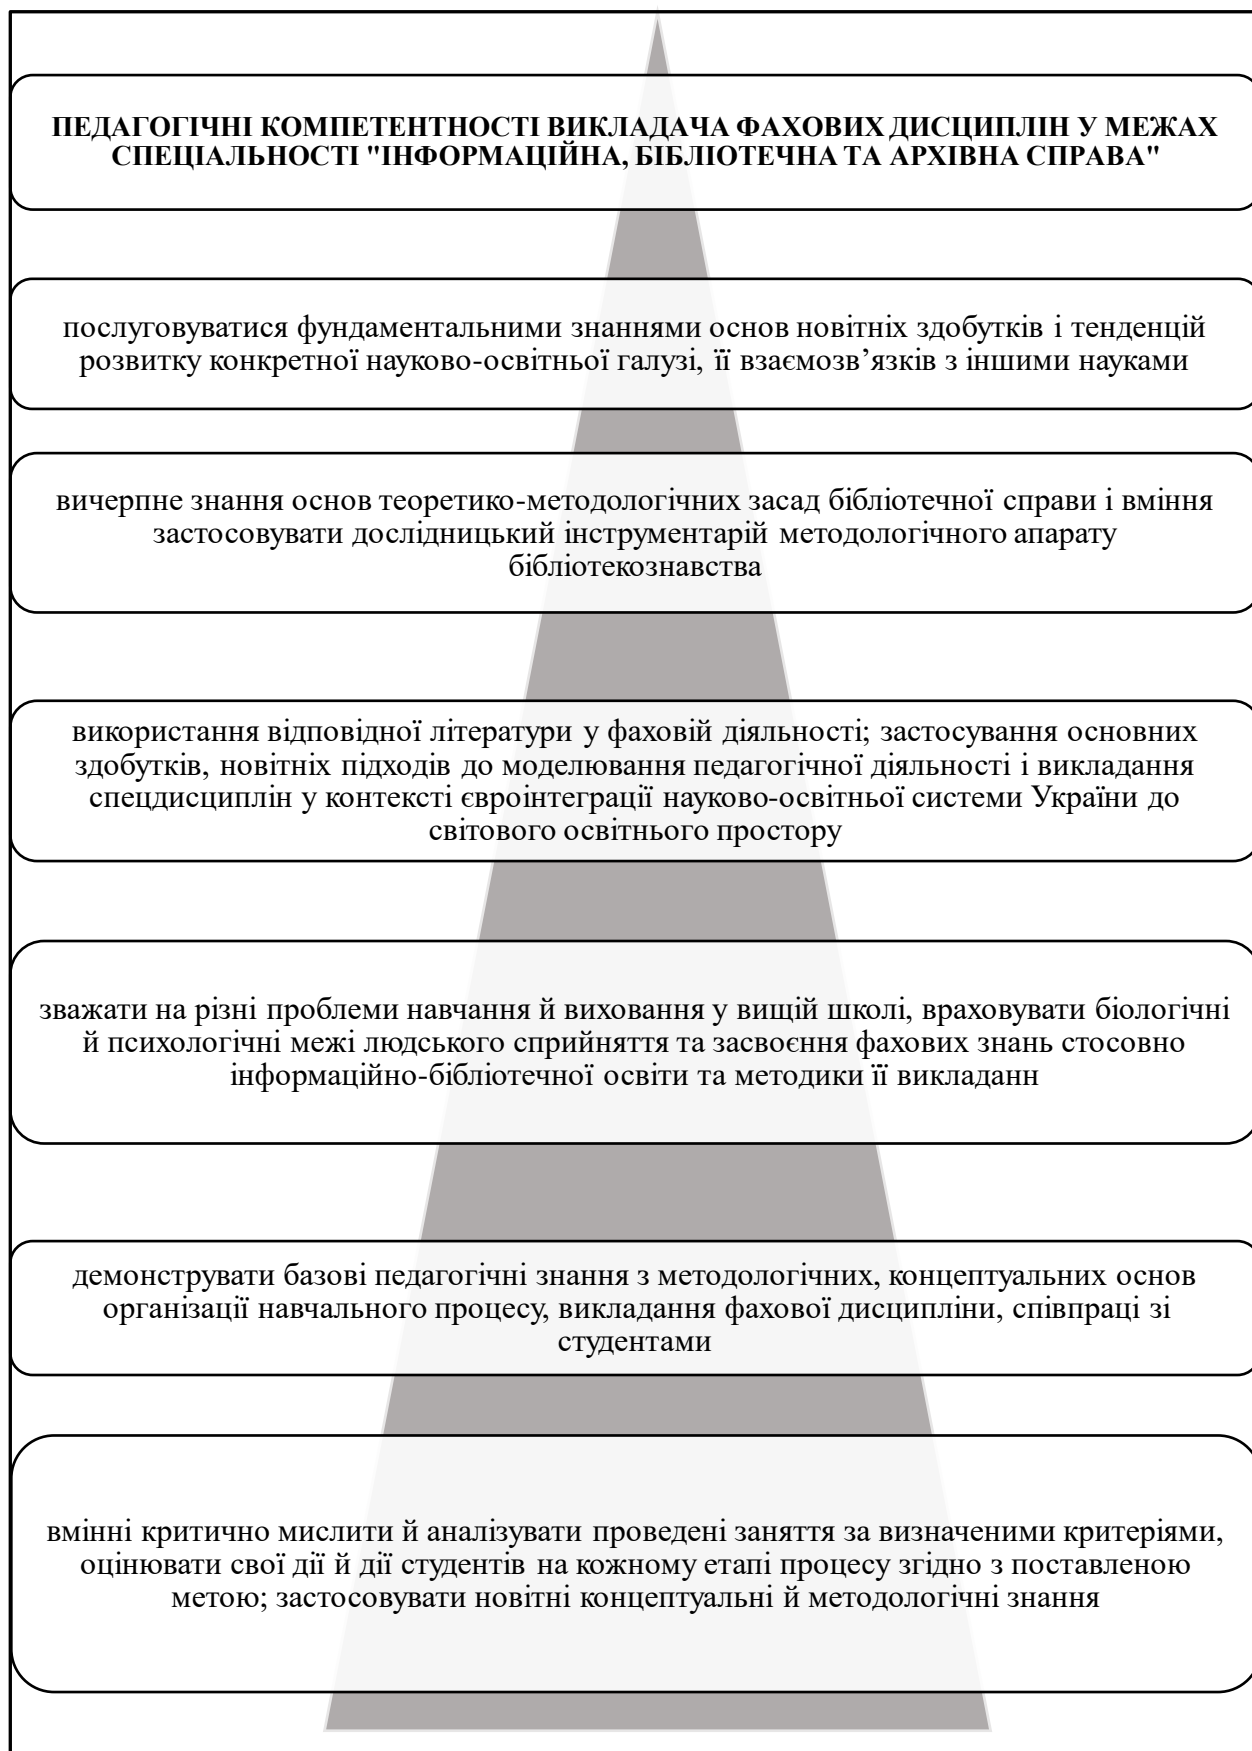 ПЕДАГОГІЧНІ КОМПЕТЕНТНОСТІ ВИКЛАДАЧА ФАХОВИХ ДИСЦИПЛІН У МЕЖАХ
СПЕЦІАЛЬНОСТІ "ІНФОРМАЦІЙНА, БІБЛІОТЕЧНА ТА АРХІВНА СПРАВА"
послуговуватися фундаментальними знаннями основ новітніх здобутків і тенденцій
розвитку конкретної науково-освітньої галузі, її взаємозв’язків з іншими науками
вичерпне знання основ теоретико-методологічних засад бібліотечної справи і вміння
застосовувати дослідницький інструментарій методологічного апарату
бібліотекознавства
використання відповідної літератури у фаховій діяльності; застосування основних
здобутків, новітніх підходів до моделювання педагогічної діяльності і викладання
спецдисциплін у контексті євроінтеграції науково-освітньої системи України до
світового освітнього простору
зважати на різні проблеми навчання й виховання у вищій школі, враховувати біологічні
й психологічні межі людського сприйняття та засвоєння фахових знань стосовно
інформаційно-бібліотечної освіти та методики її викладанн
демонструвати базові педагогічні знання з методологічних, концептуальних основ
організації навчального процесу, викладання фахової дисципліни, співпраці зі
студентами
вмінні критично мислити й аналізувати проведені заняття за визначеними критеріями,
оцінювати свої дії й дії студентів на кожному етапі процесу згідно з поставленою
метою; застосовувати новітні концептуальні й методологічні знання